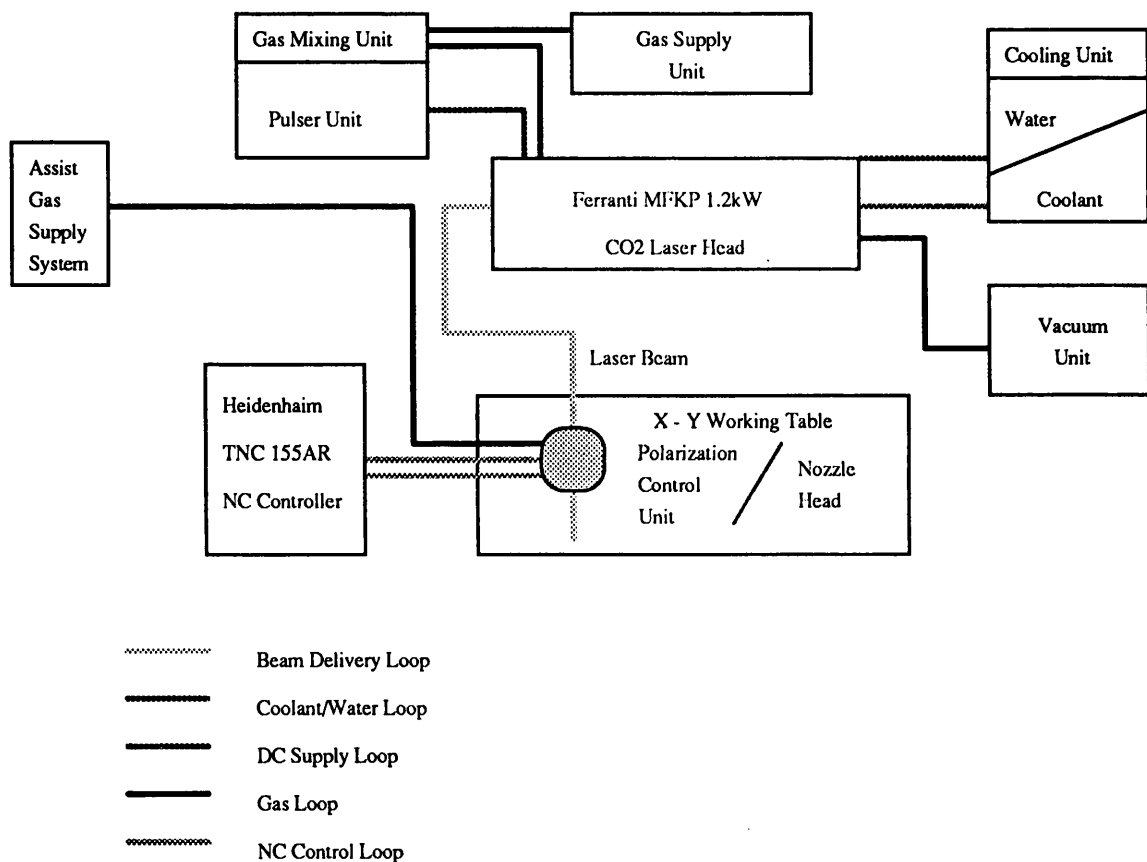 Gas Mixing Unit
Pulser Unit
Gas Supply
Unit
Cooling Unit
Water
Coolant
Assist
Gas
Supply
System
Ferranti MFKP 1.2kW
CO2 Laser Head
Vacuum
Unit
Laser Beam
Heidenhaim
TNC 155AR
NC Controller
X - Y Working Table
Polarization
Control
Unit
Nozzle
Head
Beam Delivery Loop
Coolant/Water Loop
DC Supply Loop
Gas Loop
NC Control Loop